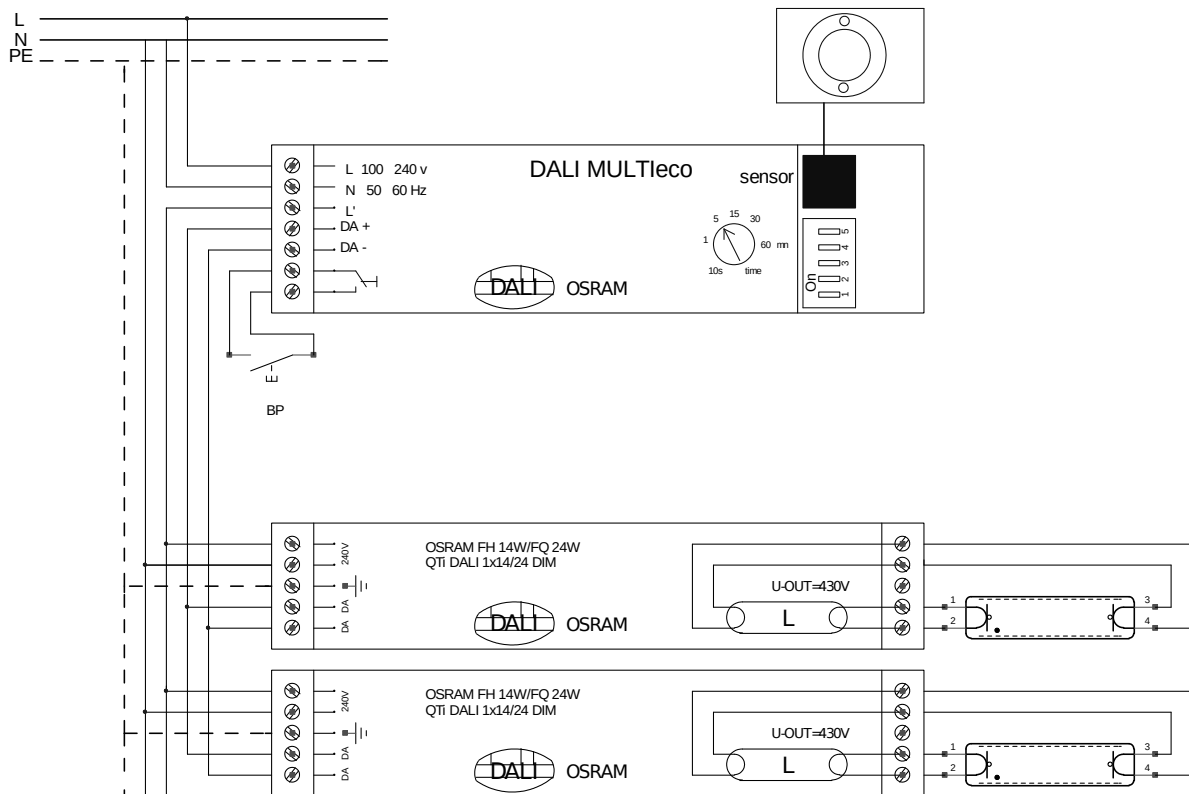 L
N
PE
L 100 240 v
N 50 60 Hz
L'
DA +
DA -
DALI MULTIeco
sensor
1 5 15 30
60 mn
10s time
On
1 2 3 4 5
DALI OSRAM
BP
240V
DA
DA
OSRAM FH 14W/FQ 24W
QTi DALI 1x14/24 DIM
DALI OSRAM
U-OUT=430V
L
1 3
2 4
240V
DA
DA
OSRAM FH 14W/FQ 24W
QTi DALI 1x14/24 DIM
DALI OSRAM
U-OUT=430V
L
1 3
2 4